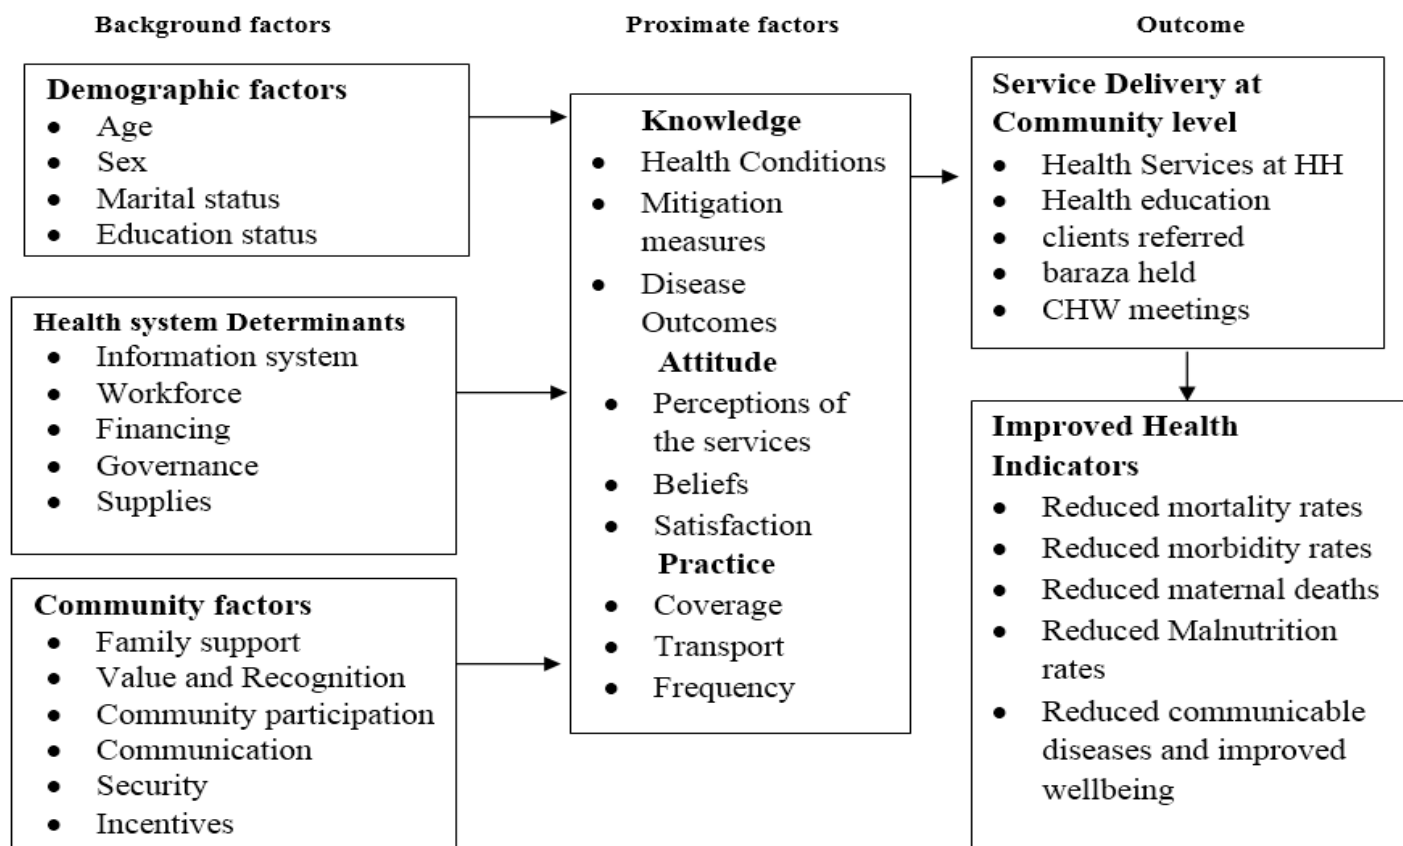 Background factors
Proximate factors
Outcome
Demographic factors
• Age
• Sex
• Marital status
• Education status
Health system Determinants
• Information system
• Workforce
• Financing
• Governance
• Supplies
Community factors
• Family support
• Value and Recognition
• Community participation
• Communication
• Security
• Incentives
Knowledge
• Health Conditions
• Mitigation
measures
• Disease
Outcomes
Attitude
• Perceptions of
the services
• Beliefs
• Satisfaction
Practice
• Coverage
• Transport
• Frequency
Service Delivery at
Community level
• Health Services at HH
• Health education
• clients referred
• baraza held
• CHW meetings
Improved Health
Indicators
• Reduced mortality rates
• Reduced morbidity rates
• Reduced maternal deaths
• Reduced Malnutrition
rates
• Reduced communicable
diseases and improved
wellbeing